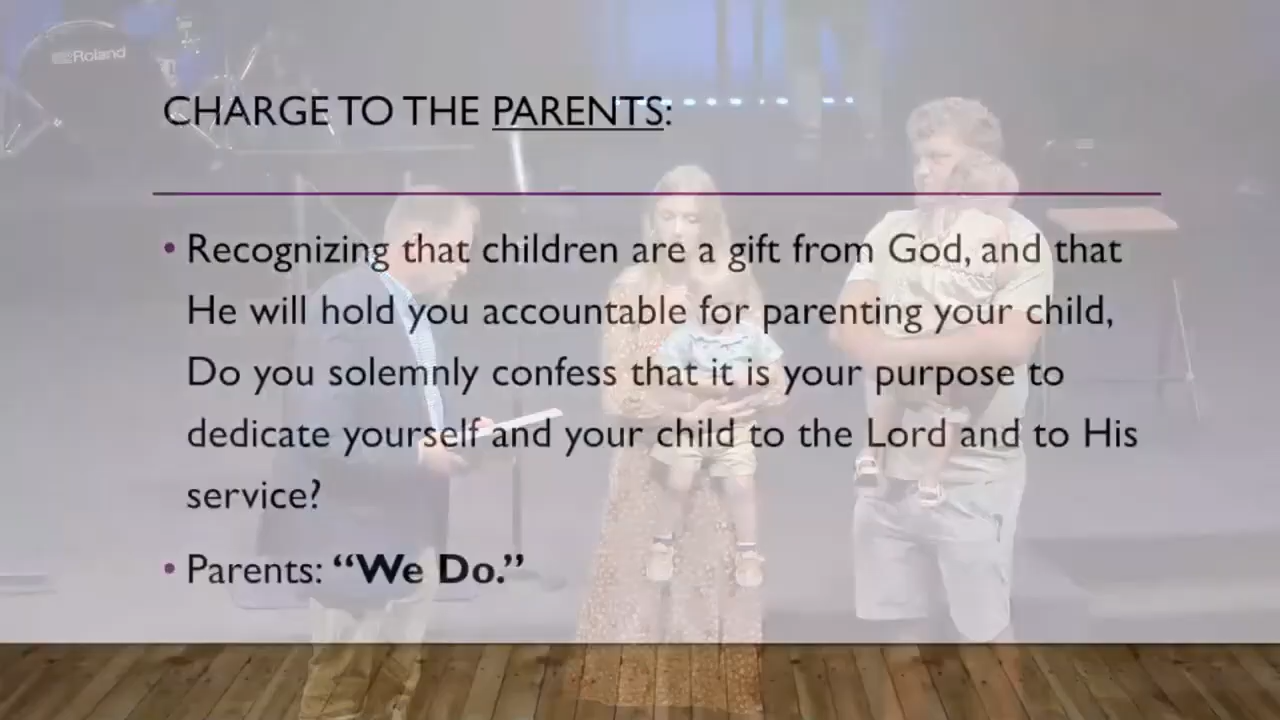 Roland
CHARGE TO THE PARENTS:
• Recognizing that children are a gift from God, and that
He will hold you accountable for parenting your child,
Do you solemnly confess that it is your purpose to
dedicate yourself and your child to the Lord and to His
service?
• Parents: “We Do.”